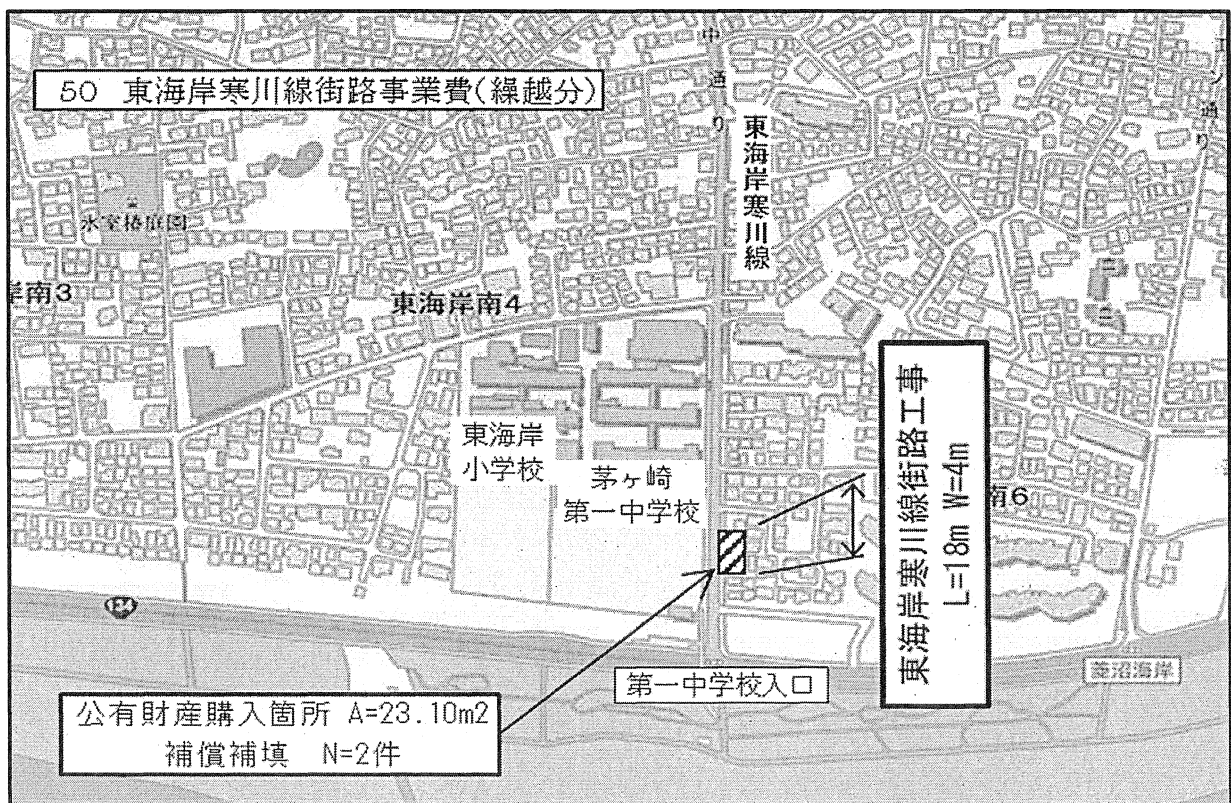 50 東海岸寒川線街路事業費(繰越分)
中通り
東海岸寒川線
氷室椿庭園
岸南3
東海岸南4
東海岸
小学校
茅ヶ崎
第一中学校
東海岸寒川線街路工事
L=18m W=4m
南6
134
第一中学校入口
菱沼海岸
公有財産購入箇所 A=23.10m2
補償補填 N=2件